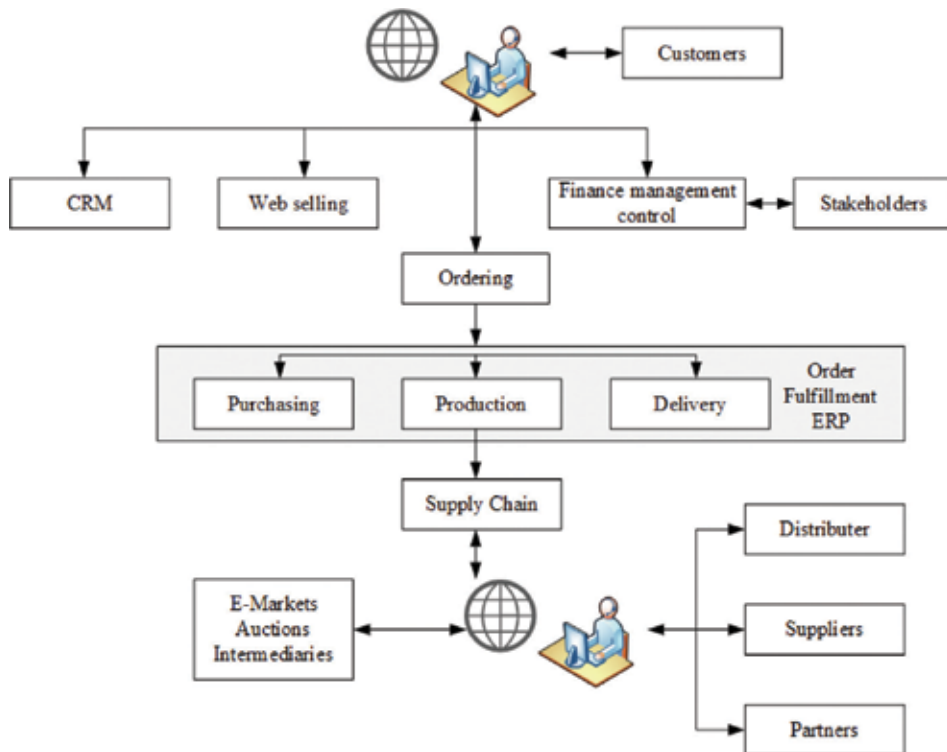 Customers
CRM
Web selling
Finance management
control
Stakeholders
Ordering
Purchasing
Production
Delivery
Order
Fulfillment
ERP
Supply Chain
Distributer
E-Markets
Auctions
Intermediaries
Suppliers
Partners